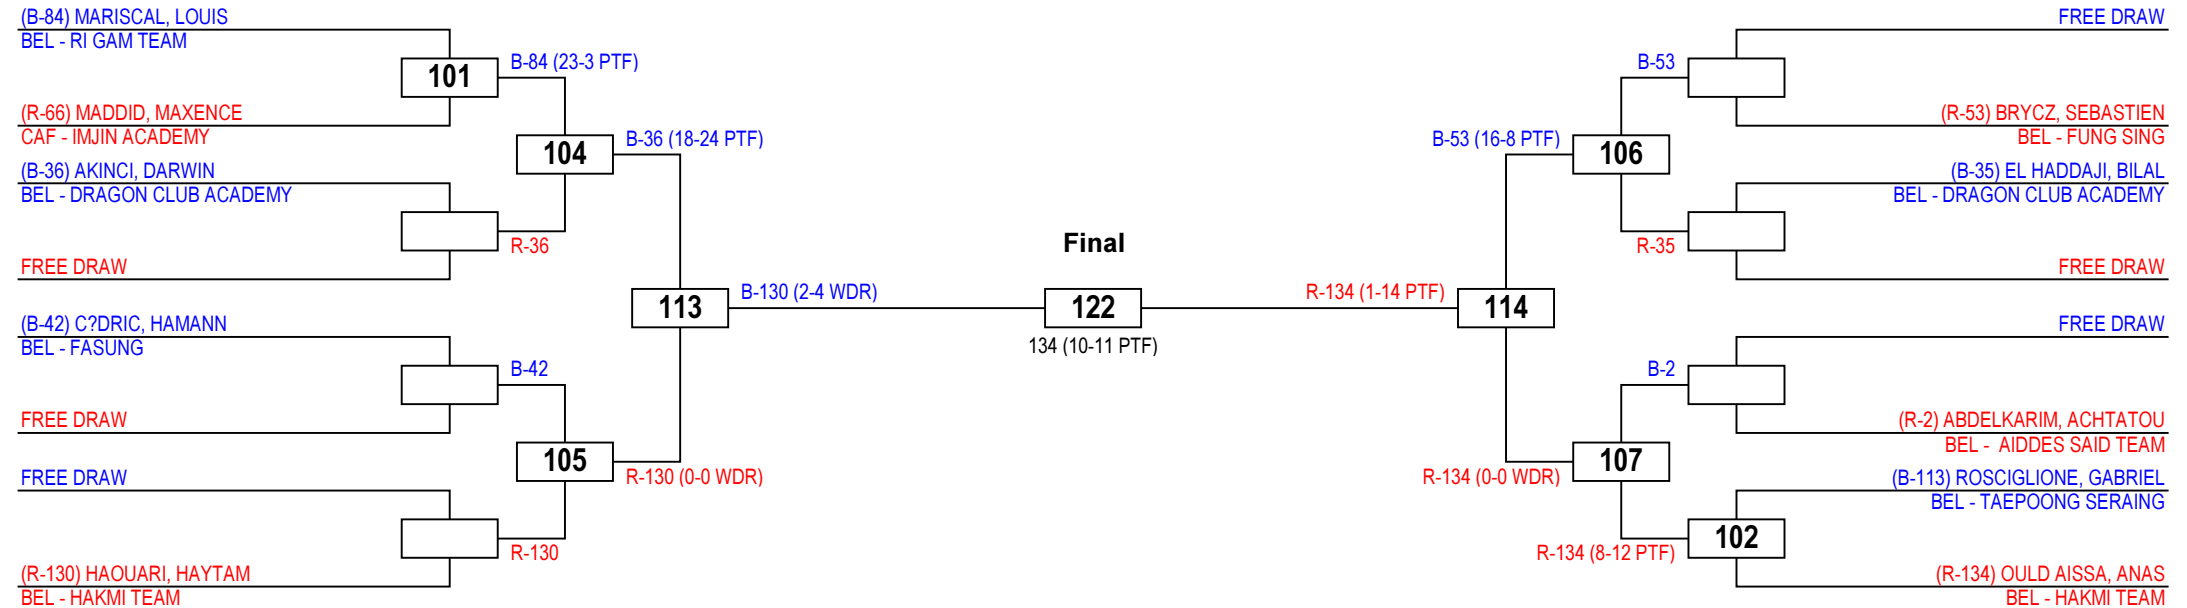 (B-84) MARISCAL, LOUIS
BEL - RI GAM TEAM
101
B-84 (23-3 PTF)
(R-66) MADDID, MAXENCE
CAF - IMJIN ACADEMY
104
B-36 (18-24 PTF)
(B-36) AKINCI, DARWIN
BEL - DRAGON CLUB ACADEMY
R-36
FREE DRAW
113
B-130 (2-4 WDR)
(B-42) C?DRIC, HAMANN
BEL - FASUNG
B-42
FREE DRAW
105
R-130 (0-0 WDR)
FREE DRAW
R-130
(R-130) HAOUARI, HAYTAM
BEL - HAKMI TEAM
Final
122
134 (10-11 PTF)
FREE DRAW
B-53
(R-53) BRYCZ, SEBASTIEN
BEL - FUNG SING
B-53 (16-8 PTF)
106
(B-35) EL HADDAJI, BILAL
BEL - DRAGON CLUB ACADEMY
R-35
FREE DRAW
R-134 (1-14 PTF)
114
FREE DRAW
B-2
(R-2) ABDELKARIM, ACHTATOU
BEL - AIDDES SAID TEAM
107
R-134 (0-0 WDR)
(B-113) ROSCIGLIONE, GABRIEL
BEL - TAEPOONG SERAING
102
R-134 (8-12 PTF)
(R-134) OULD AISSA, ANAS
BEL - HAKMI TEAM